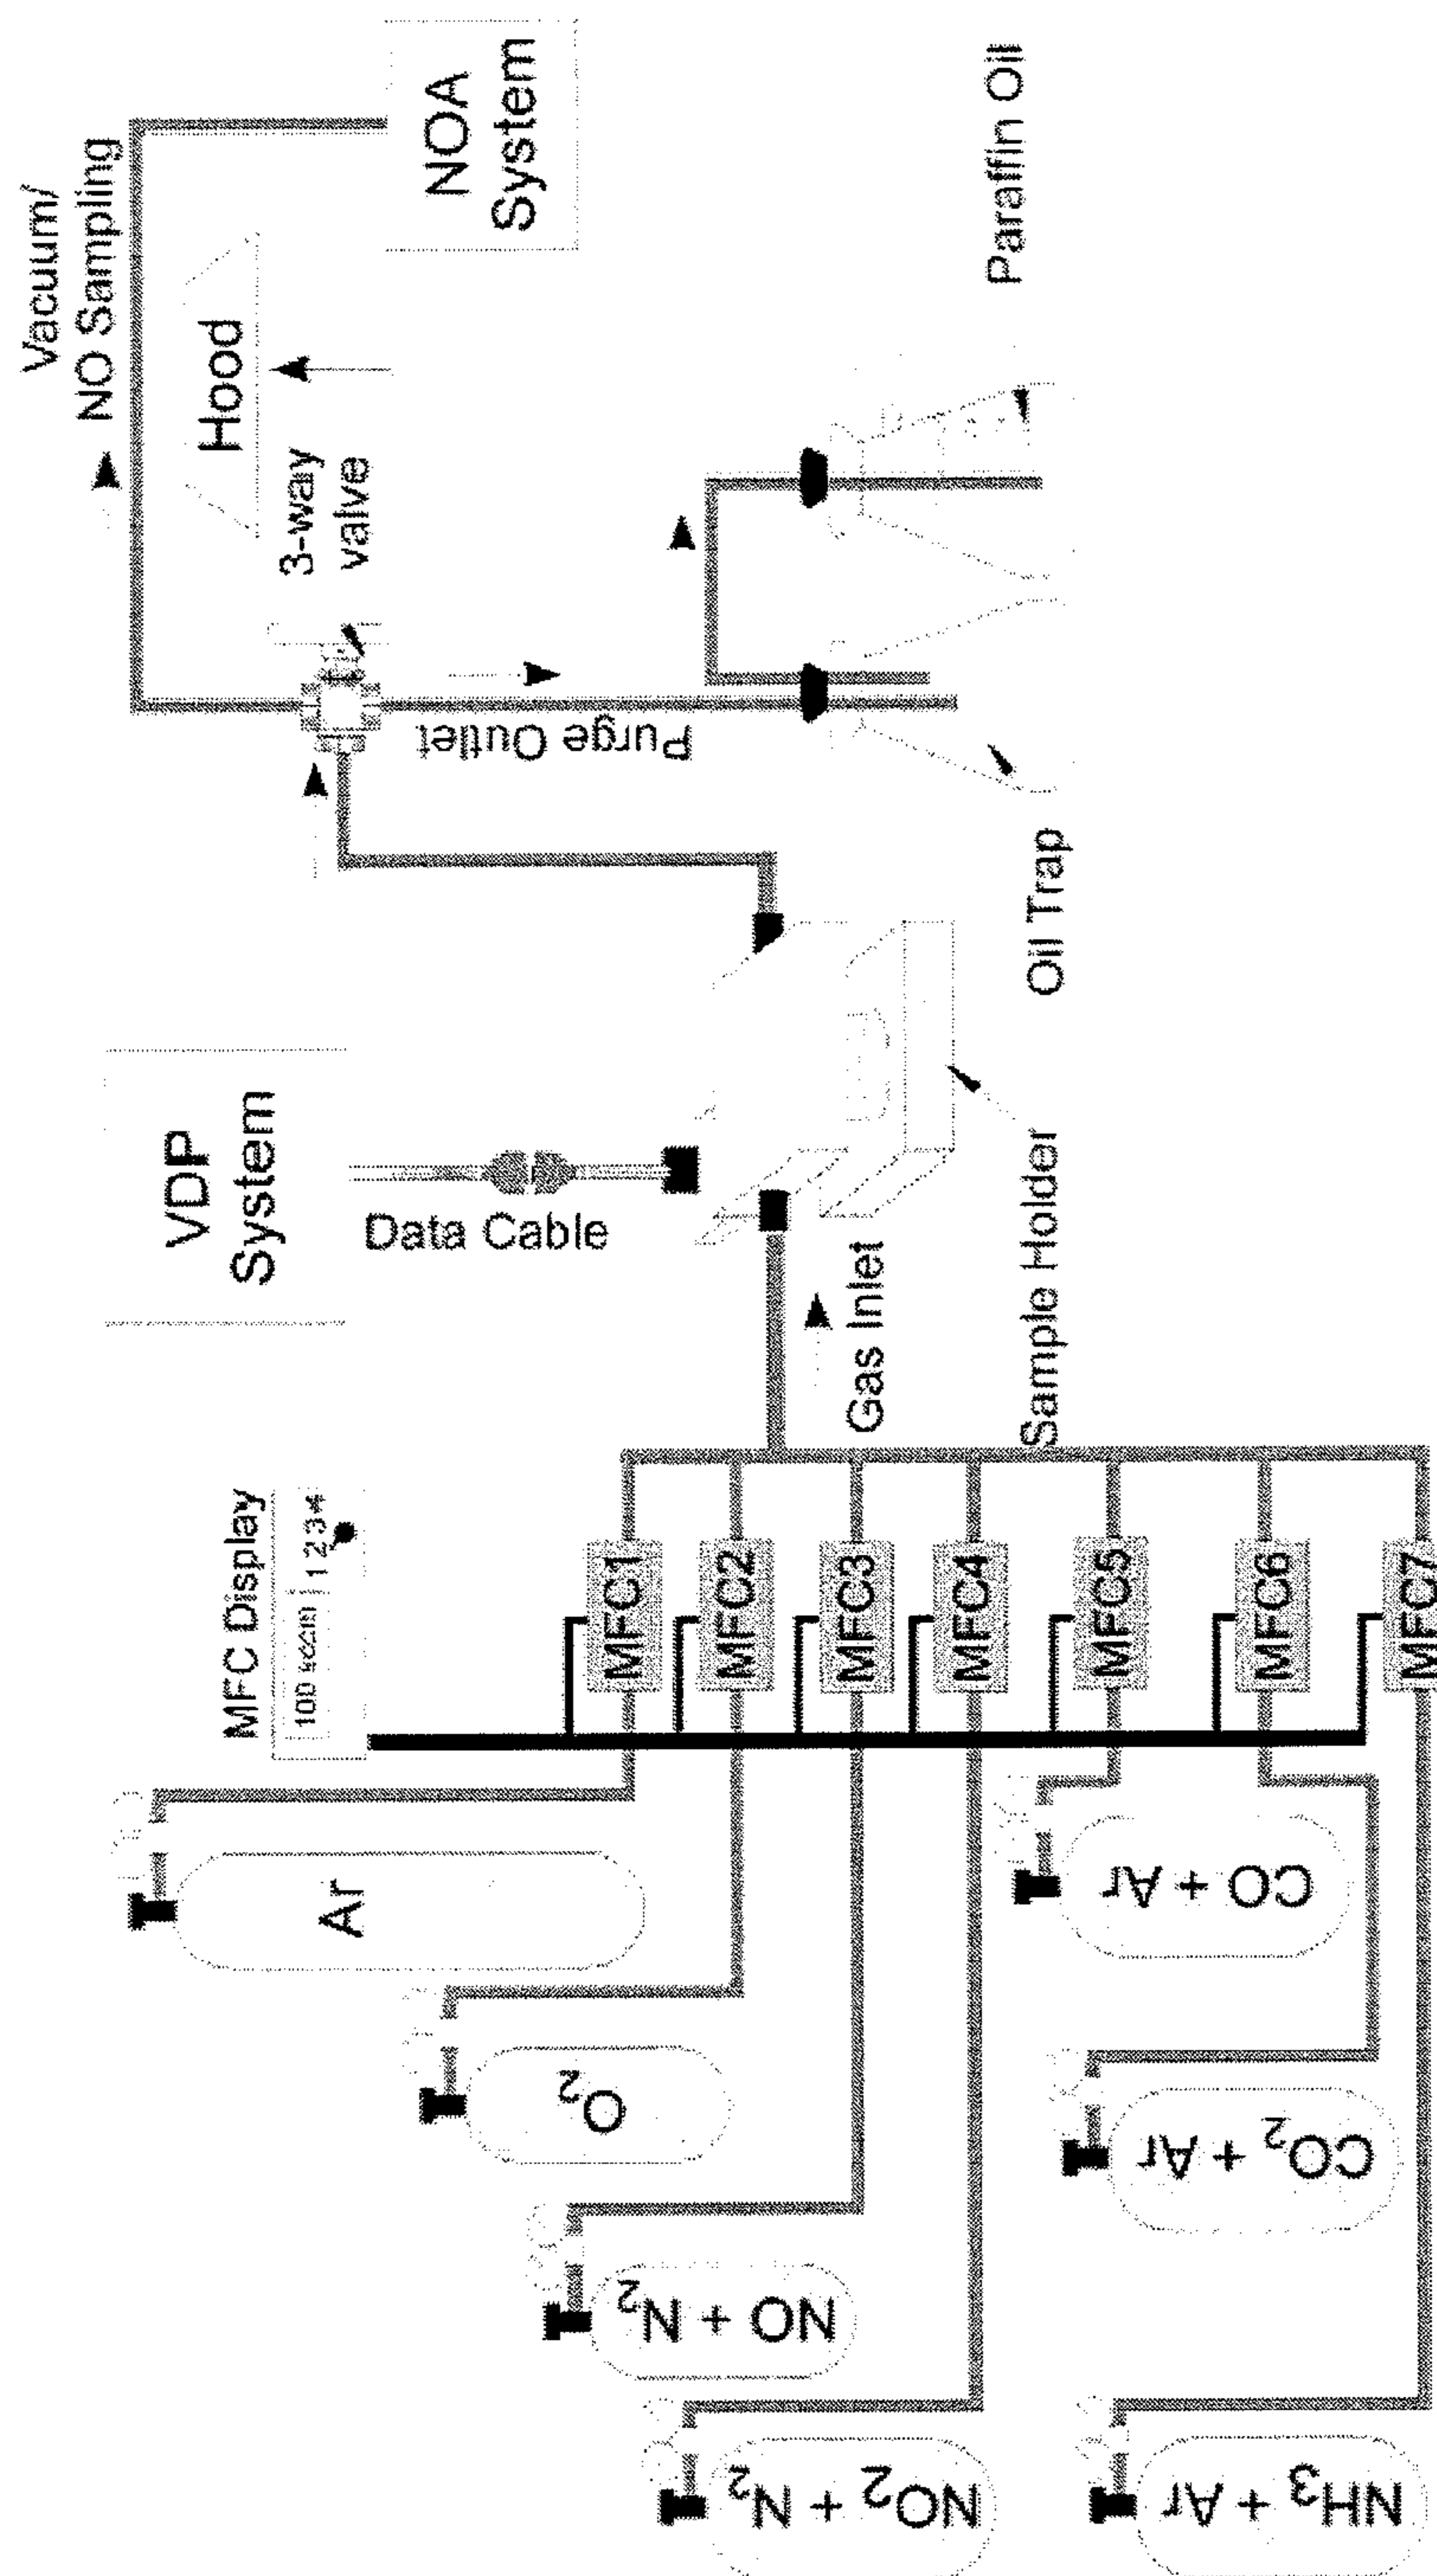 Vacuum/
NO Sampling
Hood
NOA
System
3-way
valve
Purge Outlet
Paraffin Oil
Oil Trap
VDP
System
Data Cable
Gas Inlet
Sample Holder
MFC Display
100 sccm 1 2 3 4
MFC1
MFC2
MFC3
MFC4
MFC5
MFC6
MFC7
Ar
O₂
NO + N₂
NO₂ + N₂
CO + Ar
CO₂ + Ar
NH₃ + Ar